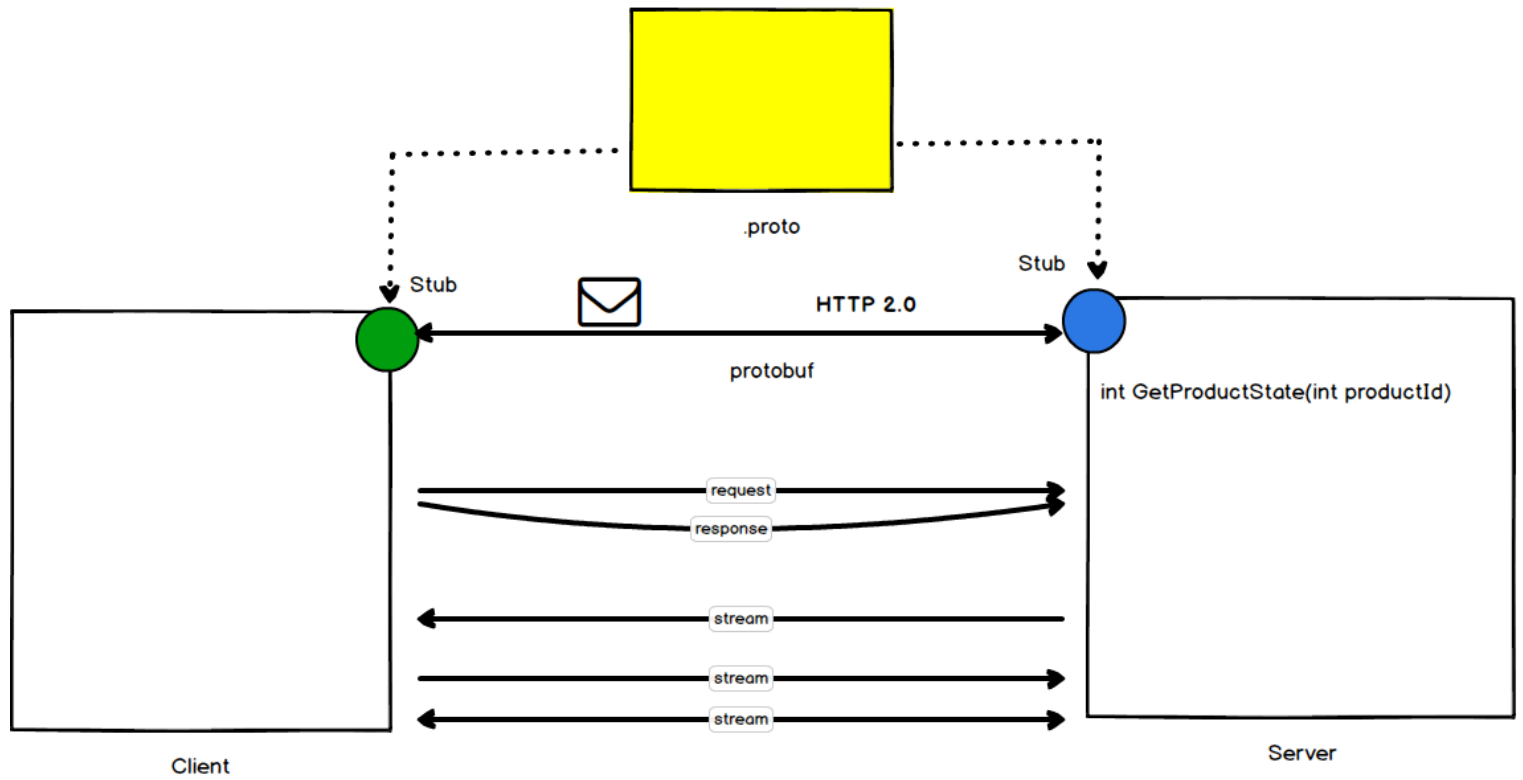 .proto
Stub
Stub
HTTP 2.0
protobuf
int GetProductState(int productId)
request
response
stream
stream
stream
Client
Server